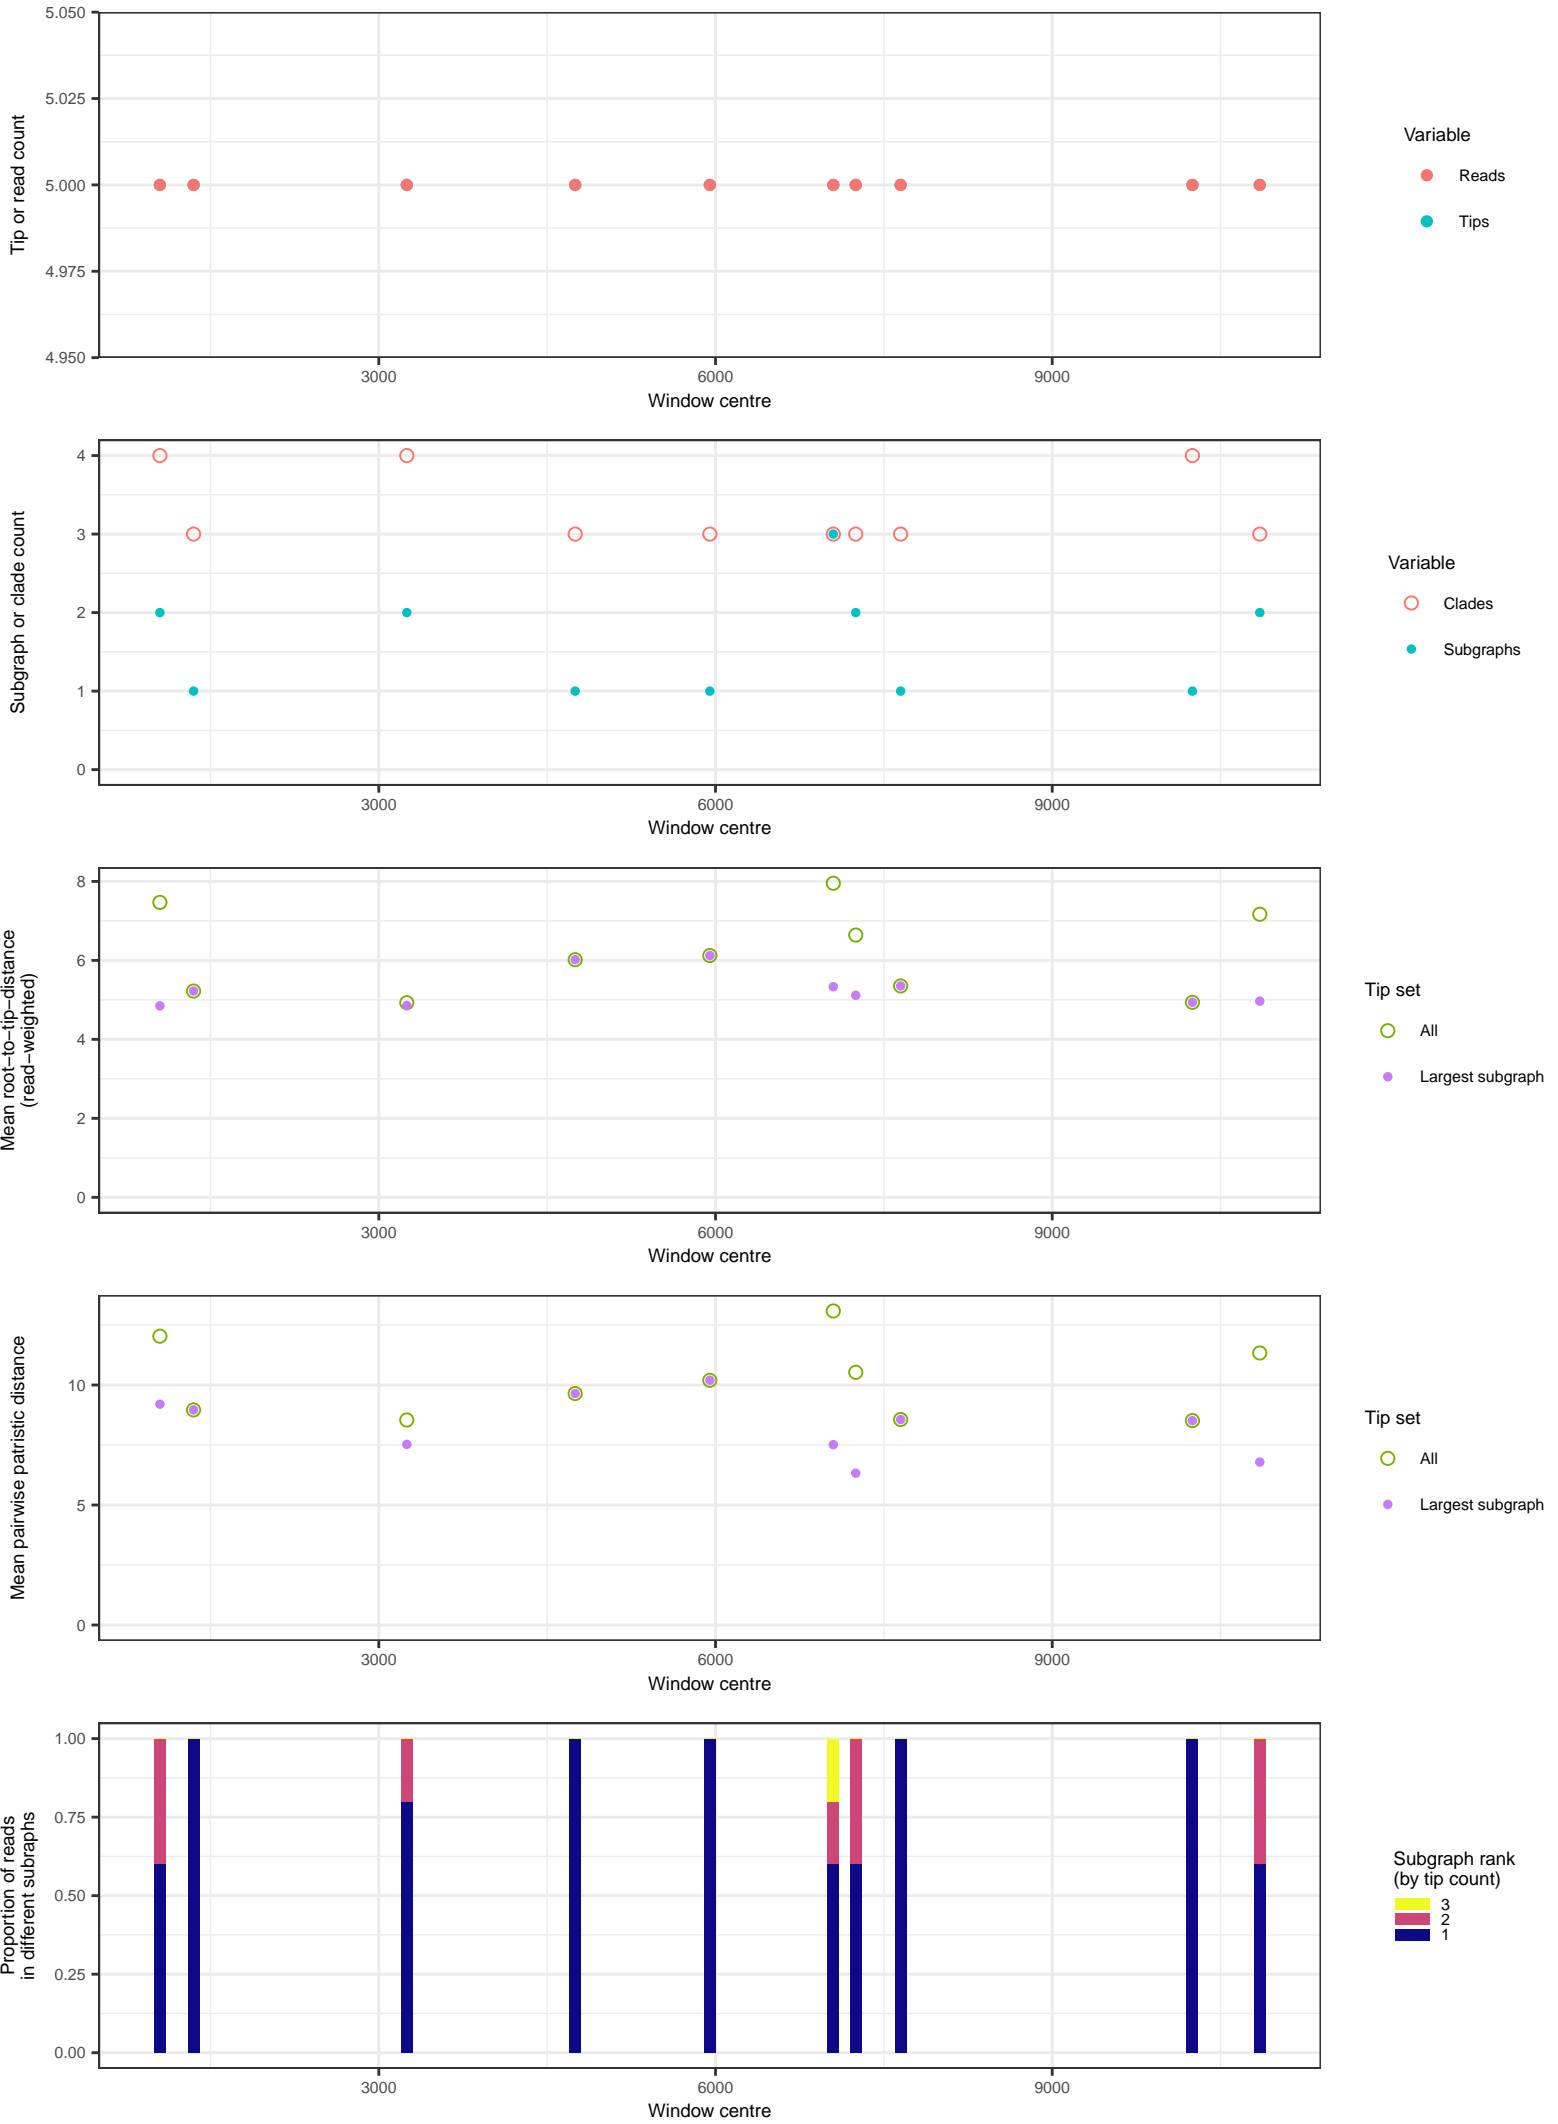 5.050
5.025
5.000
4.975
4.950
Tip or read count
3000 6000 9000
Window centre
Variable
Reads
Tips
4
3
2
1
0
Subgraph or clade count
3000 6000 9000
Window centre
Variable
Clades
Subgraphs
8
6
4
2
0
Mean root−to−tip−distance
(read−weighted)
3000 6000 9000
Window centre
Tip set
All
Largest subgraph
10
5
0
Mean pairwise patristic distance
3000 6000 9000
Window centre
Tip set
All
Largest subgraph
1.00
0.75
0.50
0.25
0.00
Proportion of reads
in different subraphs
3000 6000 9000
Window centre
Subgraph rank
(by tip count)
3
2
1